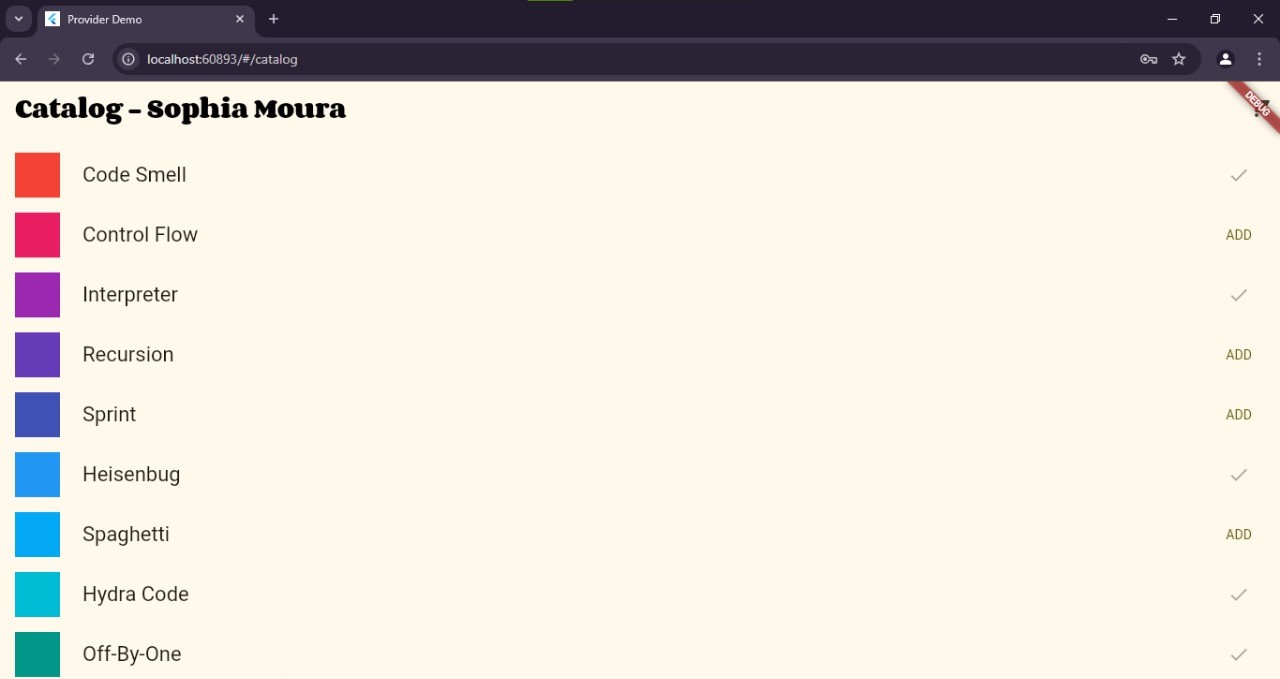 Provider Demo
localhost:60893/#/catalog
Catalog - Sophia Moura
DEBUG
Code Smell
Control Flow ADD
Interpreter
Recursion ADD
Sprint ADD
Heisenbug
Spaghetti ADD
Hydra Code
Off-By-One